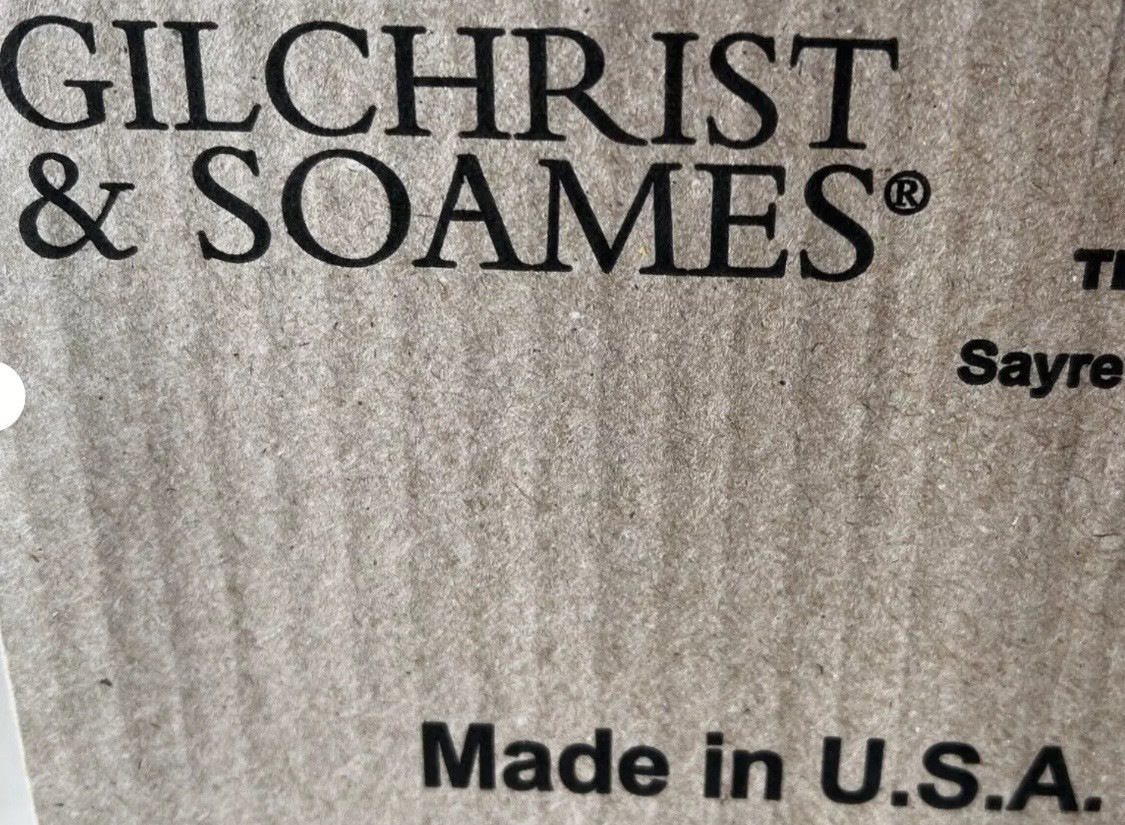 GILCHRIST
& SOAMES®
Sayre
Made in U.S.A.